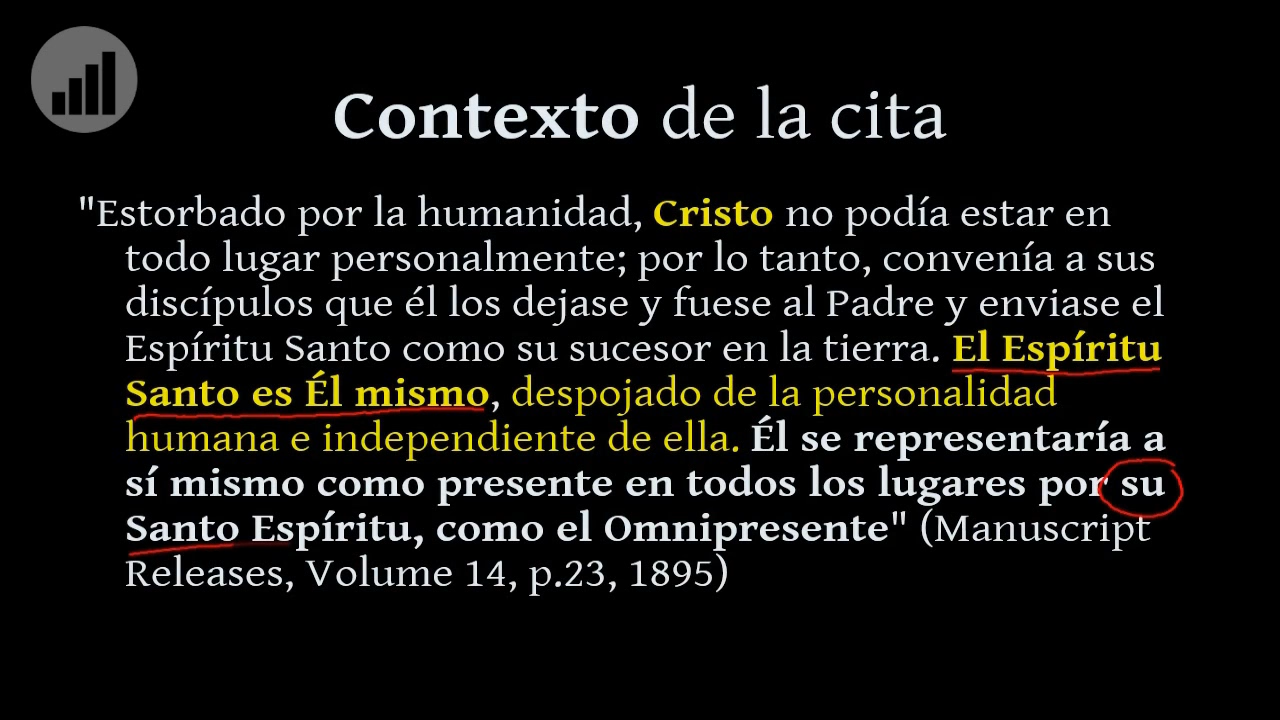 Contexto de la cita
"Estorbado por la humanidad, Cristo no podía estar en
todo lugar personalmente; por lo tanto, convenía a sus
discípulos que él los dejase y fuese al Padre y enviase el
Espíritu Santo como su sucesor en la tierra. El Espíritu
Santo es Él mismo, despojado de la personalidad
humana e independiente de ella. Él se representaría a
sí mismo como presente en todos los lugares por su
Santo Espíritu, como el Omnipresente" (Manuscript
Releases, Volume 14, p.23, 1895)